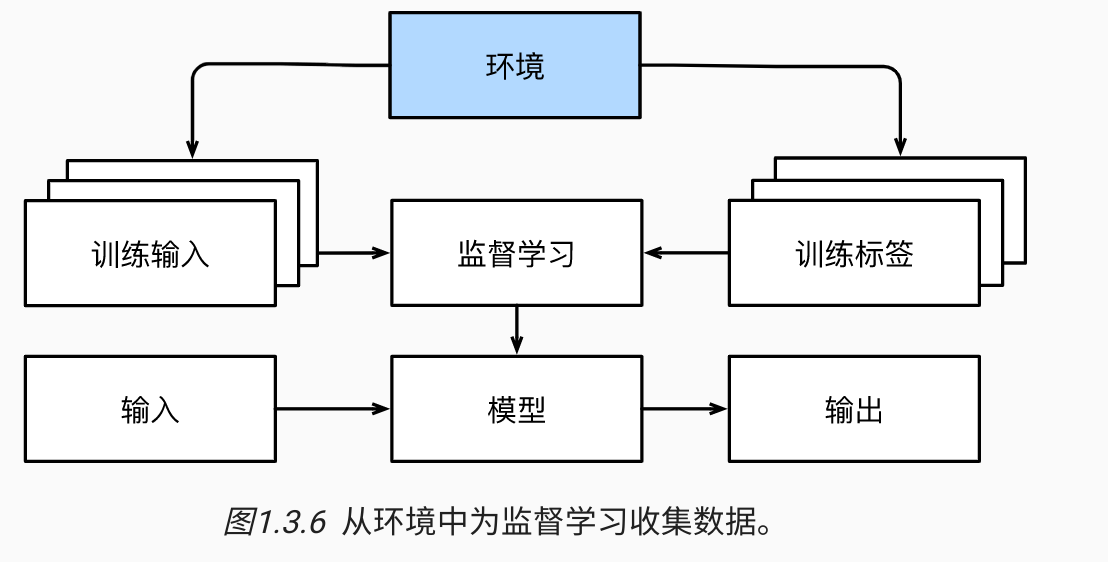 环境
训练输入
监督学习
训练标签
输入
模型
输出
图1.3.6 从环境中为监督学习收集数据。